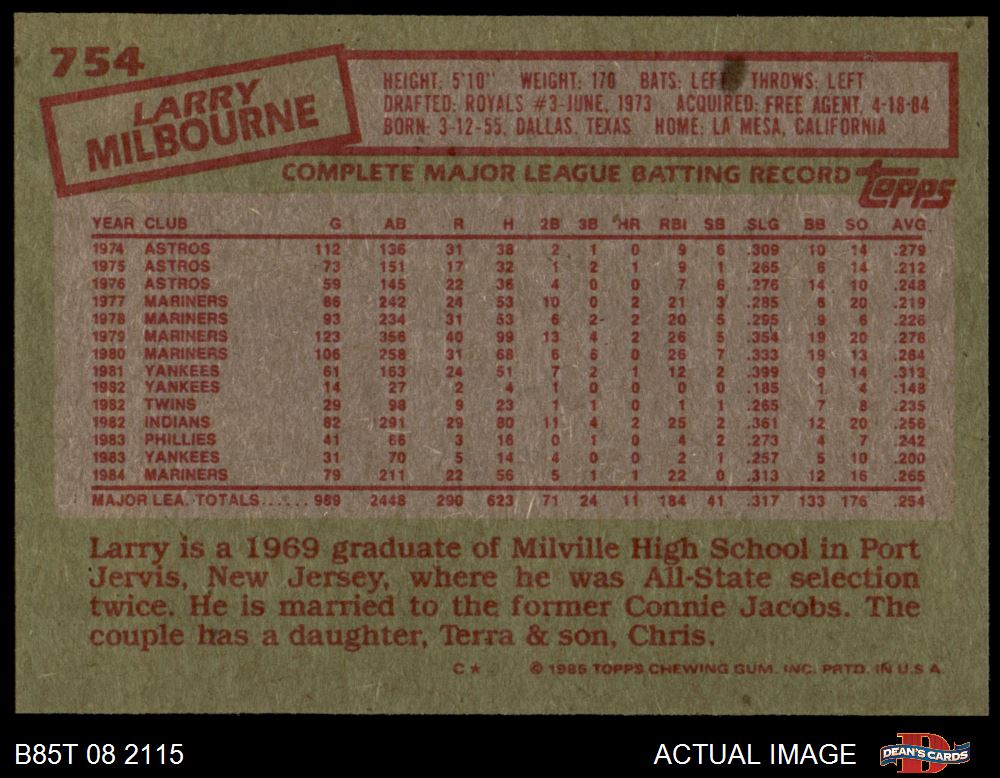 754
LARRY
MILBOURNE
HEIGHT: 5'10" WEIGHT: 170 BATS: LEFT THROWS: LEFT
DRAFTED: ROYALS #3-JUNE, 1973 ACQUIRED: FREE AGENT, 4-18-84
BORN: 3-12-55, DALLAS, TEXAS HOME: LA MESA, CALIFORNIA
COMPLETE MAJOR LEAGUE BATTING RECORD topps
YEAR CLUB G AB R H 2B 3B HR RBI SB SLG BB SO AVG.
1974 ASTROS 112 136 31 38 2 1 0 9 6 .309 10 14 .279
1975 ASTROS 73 151 17 32 1 2 1 9 1 .265 6 14 .212
1976 ASTROS 59 145 22 36 4 0 0 7 6 .276 14 10 .248
1977 MARINERS 86 242 24 53 10 0 2 21 3 .285 6 20 .219
1978 MARINERS 93 234 31 53 6 2 2 20 5 .295 9 6 .226
1979 MARINERS 123 356 40 99 13 4 2 26 5 .354 19 20 .278
1980 MARINERS 106 258 31 68 6 6 0 26 7 .333 19 13 .264
1981 YANKEES 61 163 24 51 7 2 1 12 2 .399 9 14 .313
1982 YANKEES 14 27 2 4 1 0 0 0 0 .185 1 4 .148
1982 TWINS 29 98 9 23 1 1 0 1 1 .265 7 8 .235
1982 INDIANS 82 291 29 80 11 4 2 25 2 .361 12 20 .256
1983 PHILLIES 41 66 3 16 0 1 0 4 2 .273 4 7 .242
1983 YANKEES 31 70 5 14 4 0 0 2 1 .257 5 10 .200
1984 MARINERS 79 211 22 56 5 1 1 22 0 .313 12 16 .265
MAJOR LEA. TOTALS...... 989 2448 290 623 71 24 11 184 41 .317 133 176 .254
Larry is a 1969 graduate of Milville High School in Port
Jervis, New Jersey, where he was All-State selection
twice. He is married to the former Connie Jacobs. The
couple has a daughter, Terra & son, Chris.
C* © 1985 TOPPS CHEWING GUM. INC. PRTD. IN U.S.A.
B85T 08 2115 ACTUAL IMAGE D DEAN'S CARDS